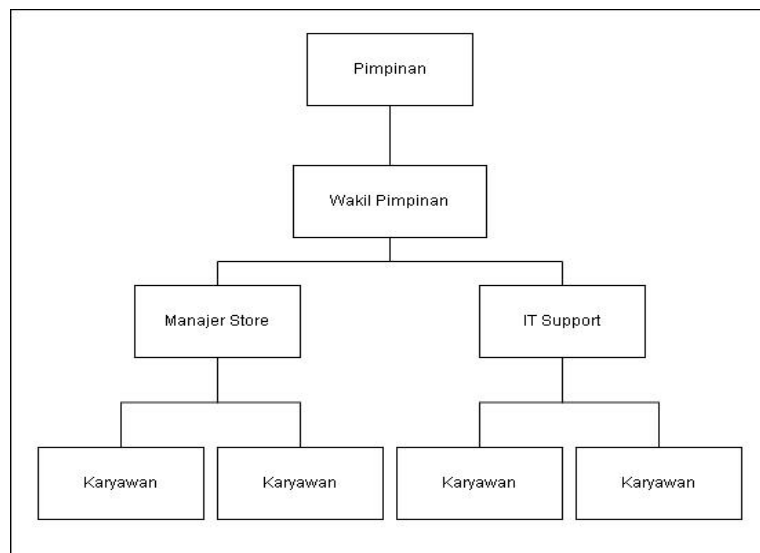 Pimpinan
Wakil Pimpinan
Manajer Store
IT Support
Karyawan
Karyawan
Karyawan
Karyawan